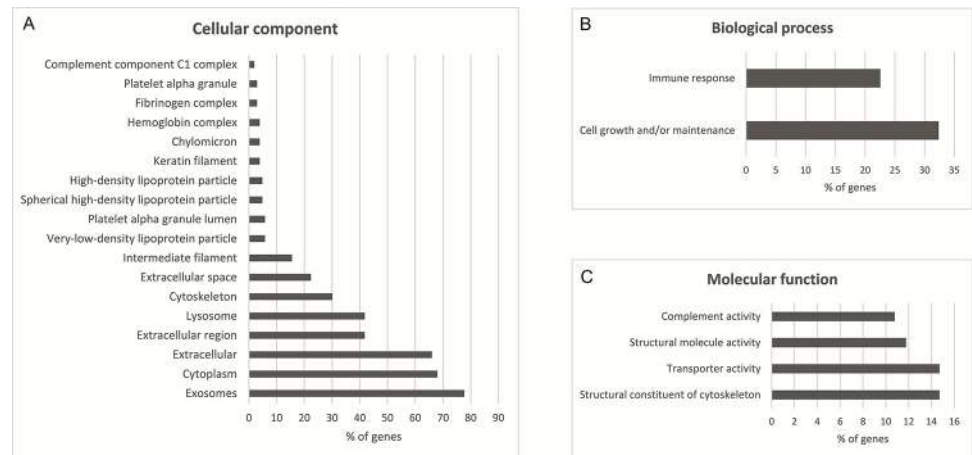 A
Cellular component
Complement component C1 complex
Platelet alpha granule
Fibrinogen complex
Hemoglobin complex
Chylomicron
Keratin filament
High-density lipoprotein particle
Spherical high-density lipoprotein particle
Platelet alpha granule lumen
Very-low-density lipoprotein particle
Intermediate filament
Extracellular space
Cytoskeleton
Lysosome
Extracellular region
Extracellular
Cytoplasm
Exosomes
0 10 20 30 40 50 60 70 80 90
% of genes
B
Biological process
Immune response
Cell growth and/or maintenance
0 5 10 15 20 25 30 35
% of genes
C
Molecular function
Complement activity
Structural molecule activity
Transporter activity
Structural constituent of cytoskeleton
0 2 4 6 8 10 12 14 16
% of genes